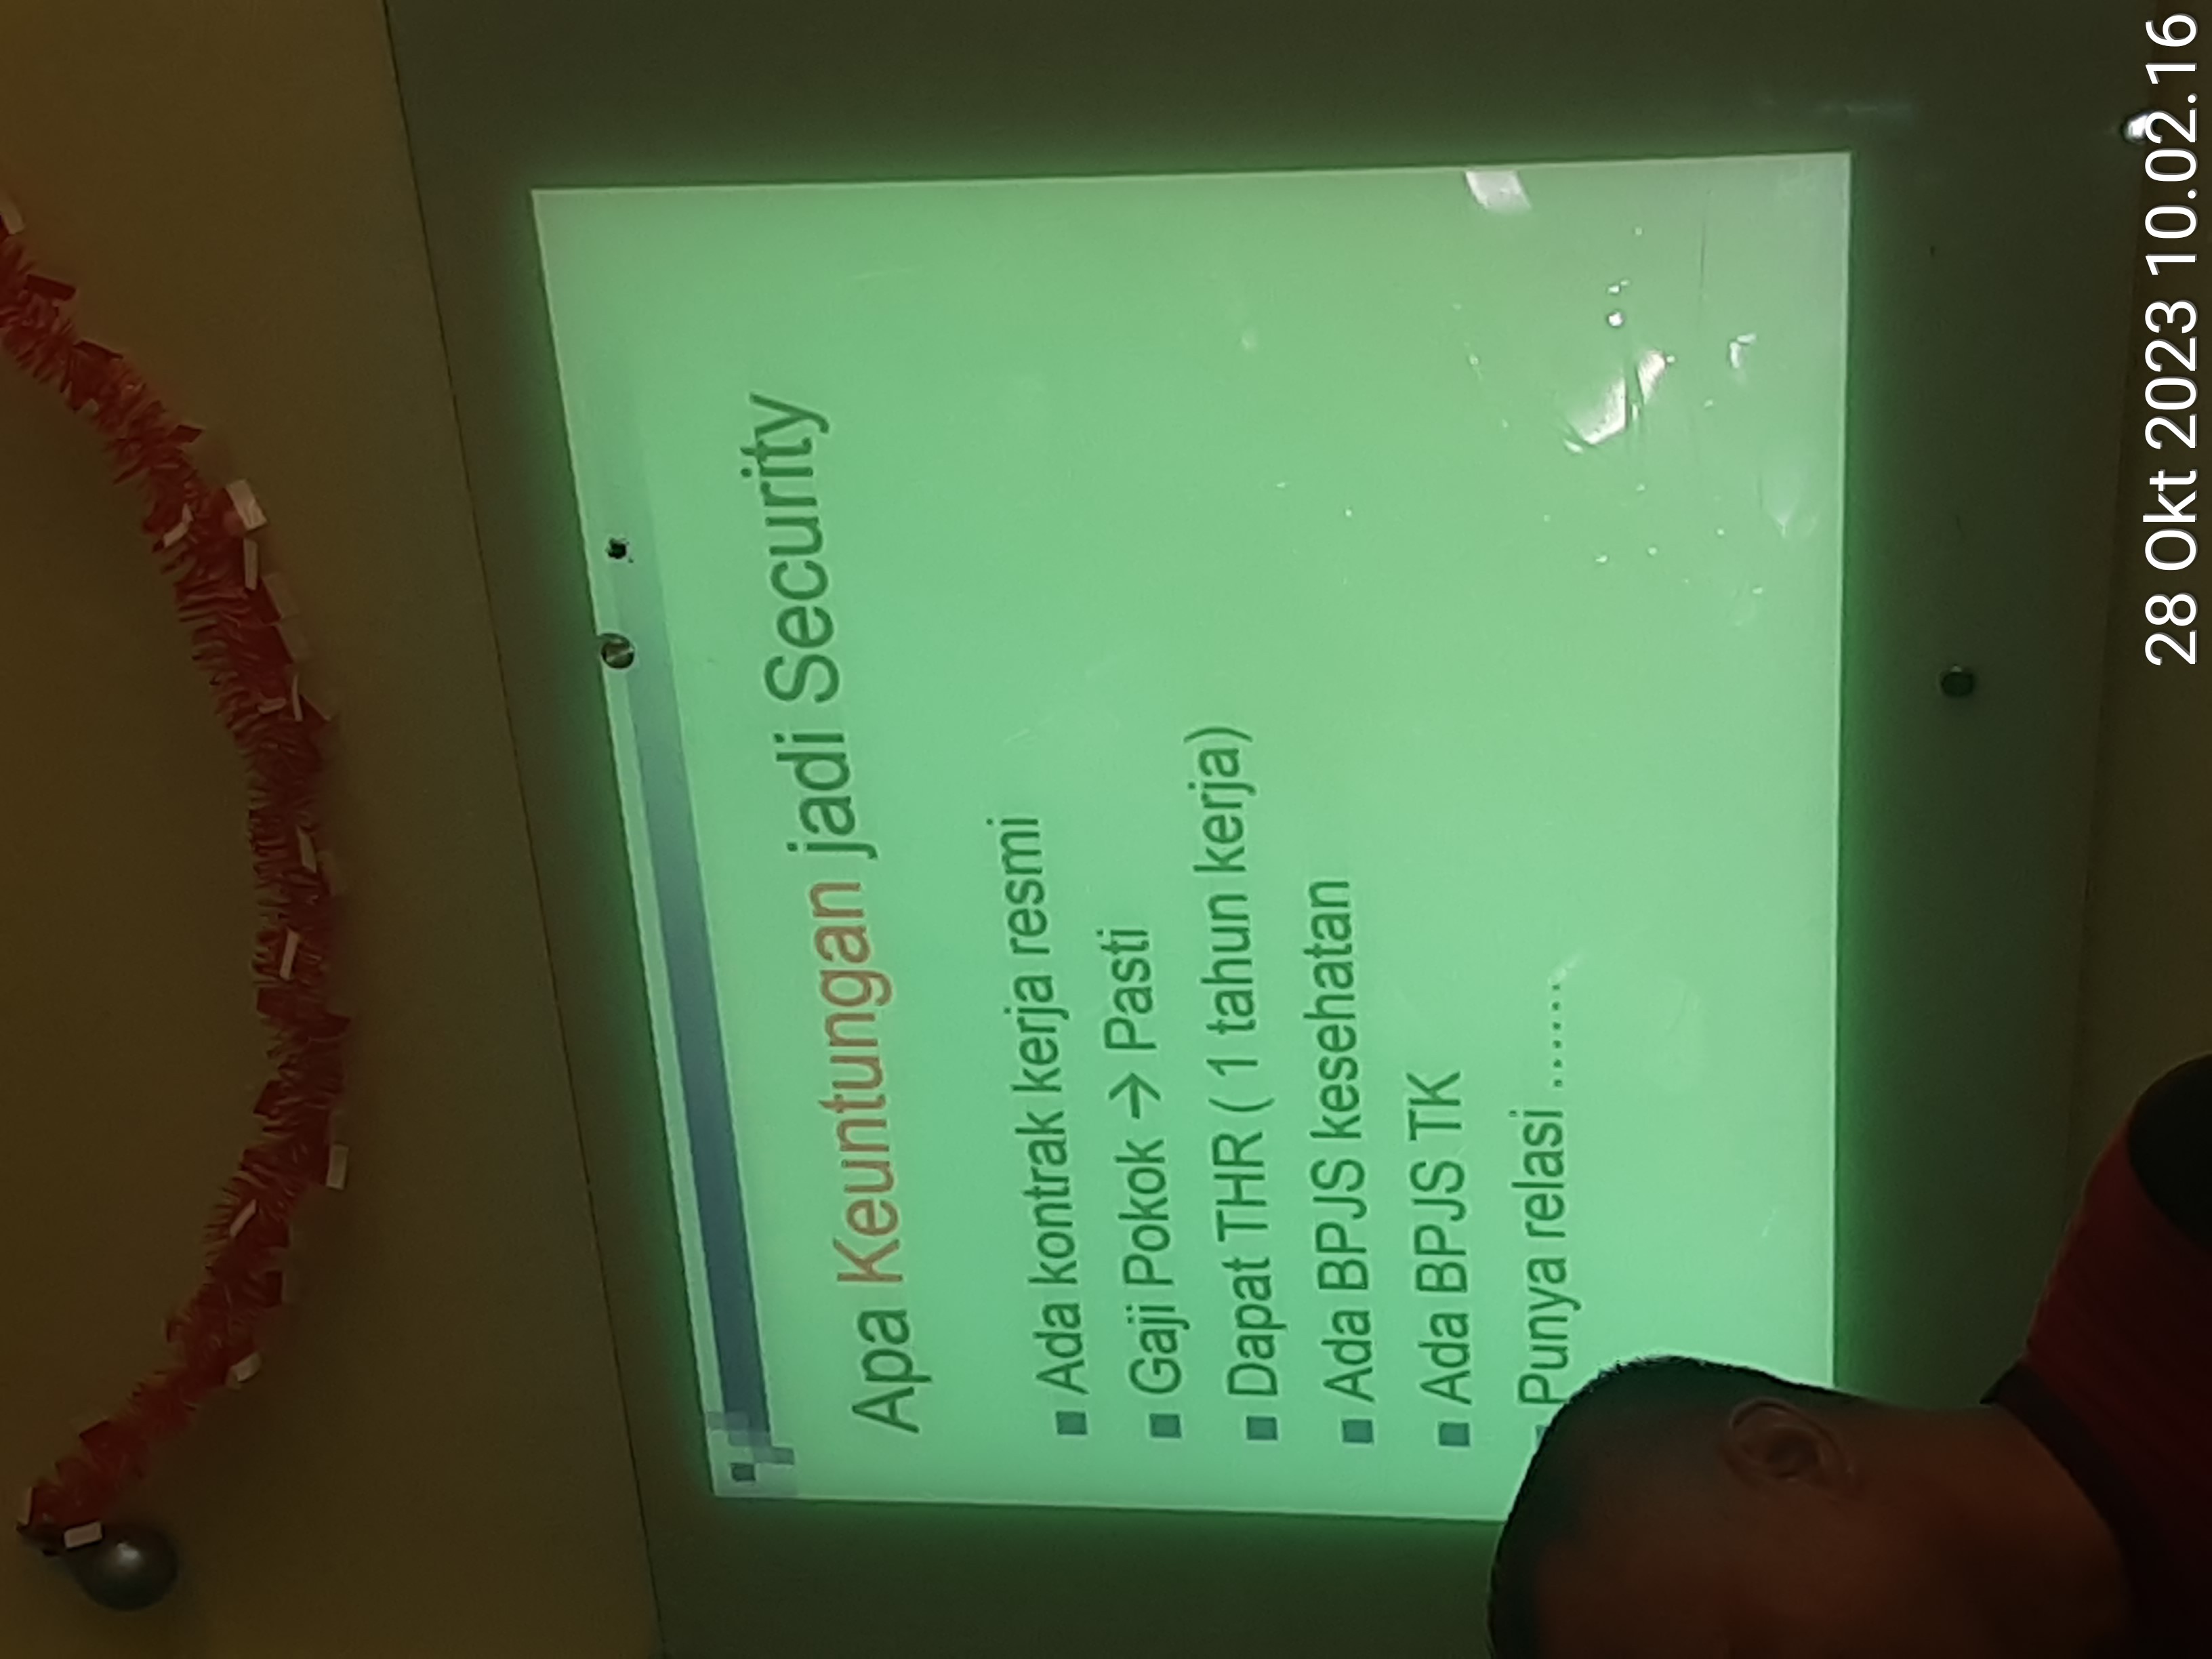 Apa Keuntungan jadi Security
Ada kontrak kerja resmi
Gaji Pokok → Pasti
Dapat THR ( 1 tahun kerja)
Ada BPJS kesehatan
Ada BPJS TK
Punya relasi ......
28 Okt 2023 10.02.16